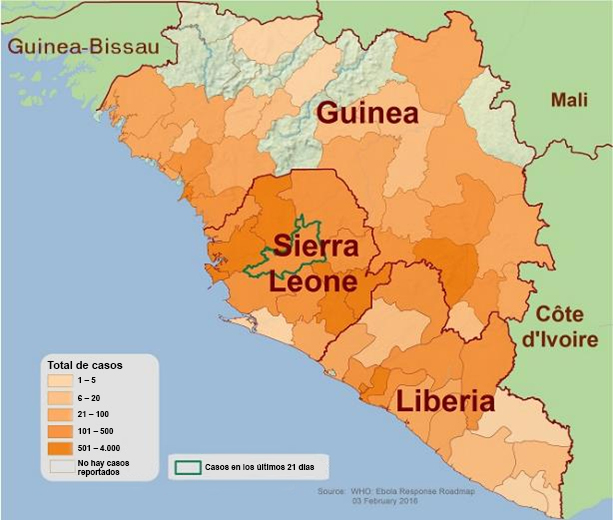 Guinea-Bissau
Guinea
Mali
Sierra
Leone
Côte
d'Ivoire
Liberia
Total de casos
1 – 5
6 – 20
21 – 100
101 – 500
501 – 4.000
No hay casos
reportados
Casos en los últimos 21 dias
Source: WHO: Ebola Response Roadmap
03 February 2016